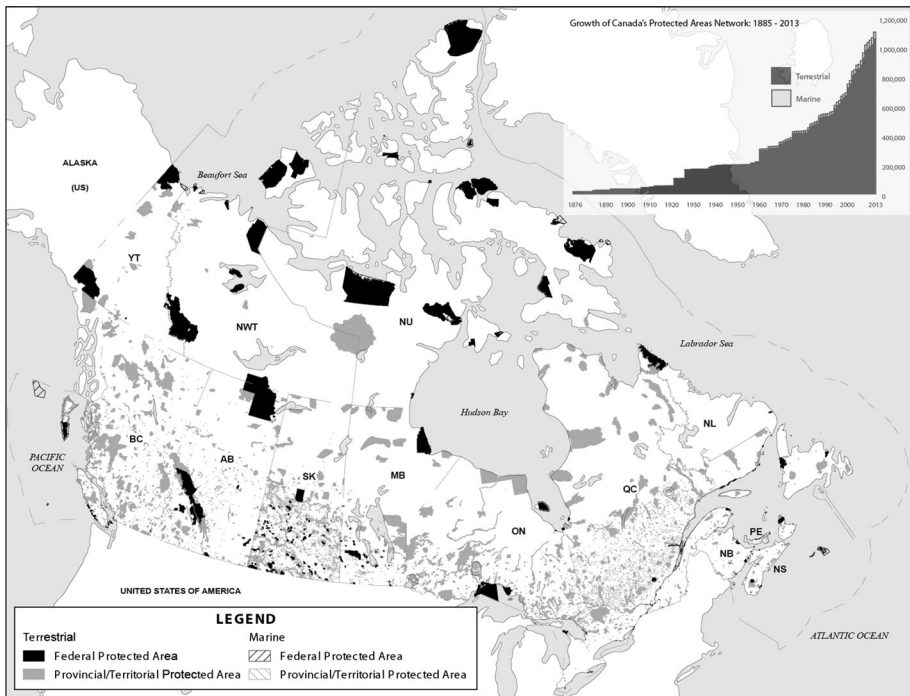 Growth of Canada's Protected Areas Network: 1885 - 2013
1,200,000
1,000,000
800,000
600,000
400,000
200,000
0
Terrestrial
Marine
1876 1890 1900 1910 1920 1930 1940 1950 1960 1970 1980 1990 2000 2013
ALASKA
(US)
Beaufort Sea
YT
NWT
NU
Labrador Sea
Hudson Bay
NL
BC
AB
SK
MB
QC
ON
PACIFIC
OCEAN
PE
NB
NS
UNITED STATES OF AMERICA
ATLANTIC OCEAN
LEGEND
Terrestrial Marine
Federal Protected Area Federal Protected Area
Provincial/Territorial Protected Area Provincial/Territorial Protected Area